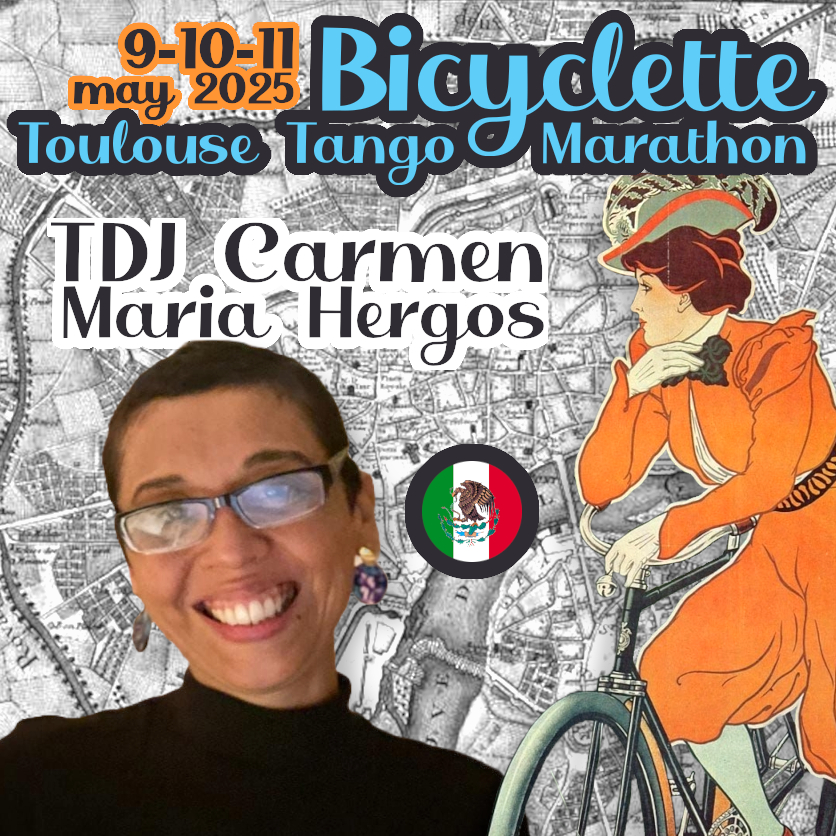 9-10-11
may 2025
Bicyclette
Toulouse Tango Marathon
TDJ Carmen
Maria Hergos